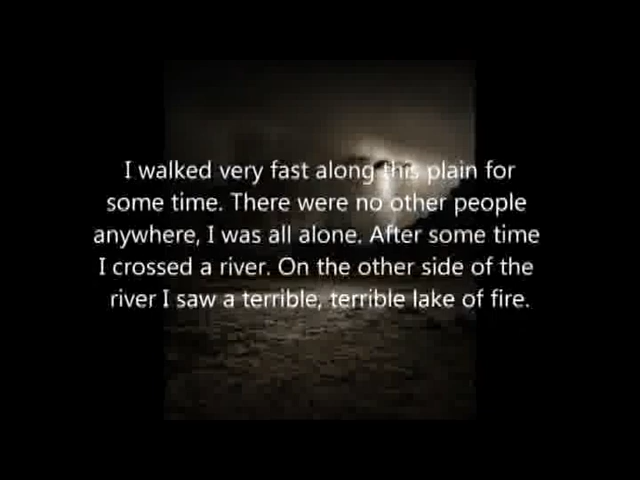 I walked very fast along this plain for
some time. There were no other people
anywhere, I was all alone. After some time
I crossed a river. On the other side of the
river I saw a terrible, terrible lake of fire.